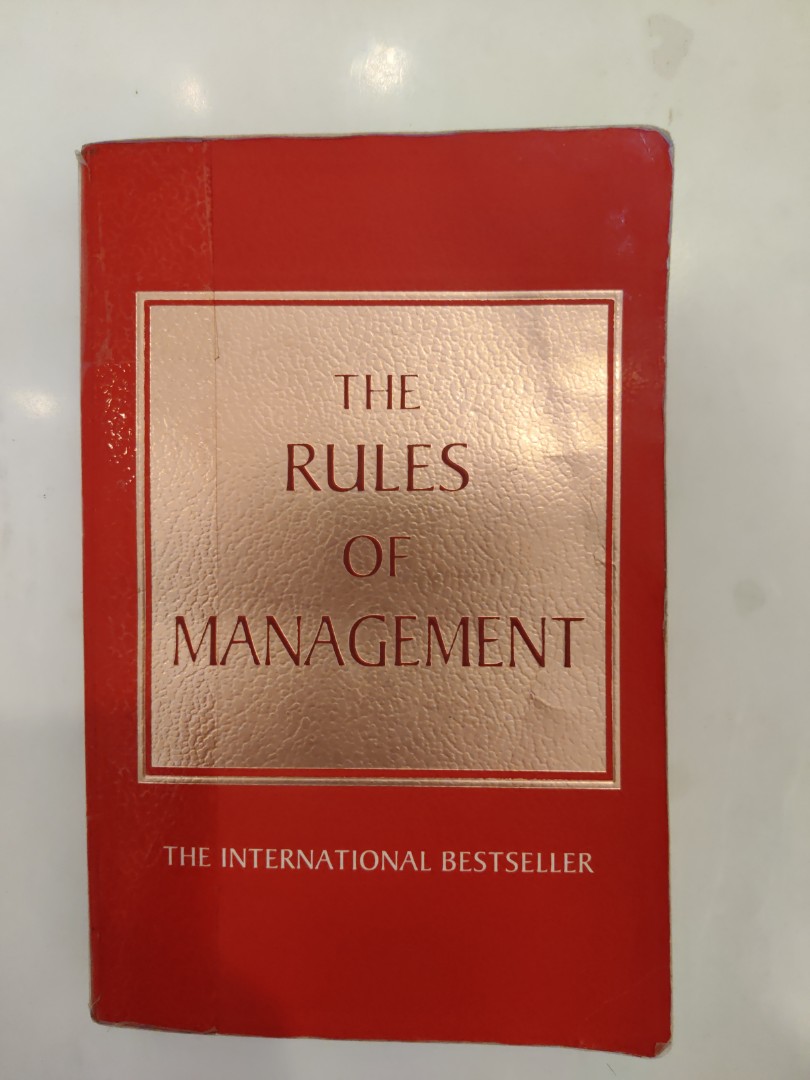 THE
RULES
OF
MANAGEMENT
THE INTERNATIONAL BESTSELLER